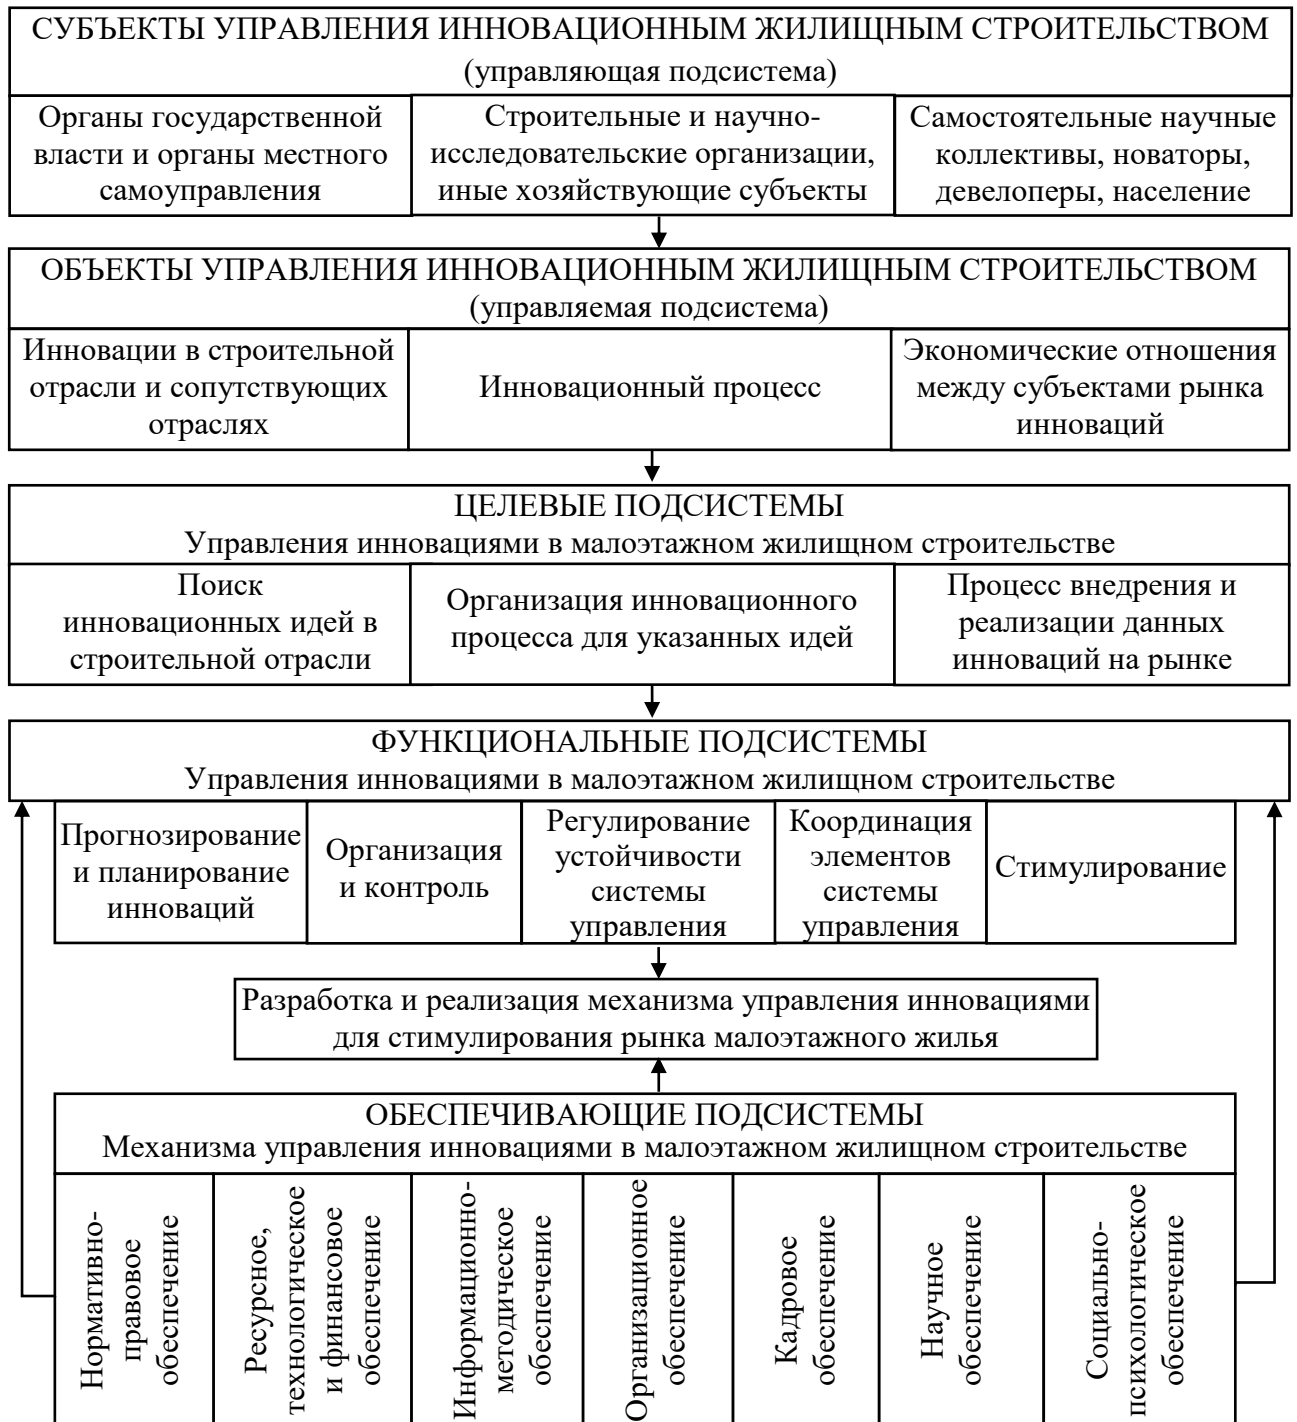 СУБЪЕКТЫ УПРАВЛЕНИЯ ИННОВАЦИОННЫМ ЖИЛИЩНЫМ СТРОИТЕЛЬСТВОМ
(управляющая подсистема)
Органы государственной
власти и органы местного
самоуправления
Строительные и научно-
исследовательские организации,
иные хозяйствующие субъекты
Самостоятельные научные
коллективы, новаторы,
девелоперы, население
ОБЪЕКТЫ УПРАВЛЕНИЯ ИННОВАЦИОННЫМ ЖИЛИЩНЫМ СТРОИТЕЛЬСТВОМ
(управляемая подсистема)
Инновации в строительной
отрасли и сопутствующих
отраслях
Инновационный процесс
Экономические отношения
между субъектами рынка
инноваций
ЦЕЛЕВЫЕ ПОДСИСТЕМЫ
Управления инновациями в малоэтажном жилищном строительстве
Поиск
инновационных идей в
строительной отрасли
Организация инновационного
процесса для указанных идей
Процесс внедрения и
реализации данных
инноваций на рынке
ФУНКЦИОНАЛЬНЫЕ ПОДСИСТЕМЫ
Управления инновациями в малоэтажном жилищном строительстве
Прогнозирование
и планирование
инноваций
Организация
и контроль
Регулирование
устойчивости
системы
управления
Координация
элементов
системы
управления
Стимулирование
Разработка и реализация механизма управления инновациями
для стимулирования рынка малоэтажного жилья
ОБЕСПЕЧИВАЮЩИЕ ПОДСИСТЕМЫ
Механизма управления инновациями в малоэтажном жилищном строительстве
Нормативно-
правовое
обеспечение
Ресурсное,
технологическое
и финансовое
обеспечение
Информационно-
методическое
обеспечение
Организационное
обеспечение
Кадровое
обеспечение
Научное
обеспечение
Социально-
психологическое
обеспечение